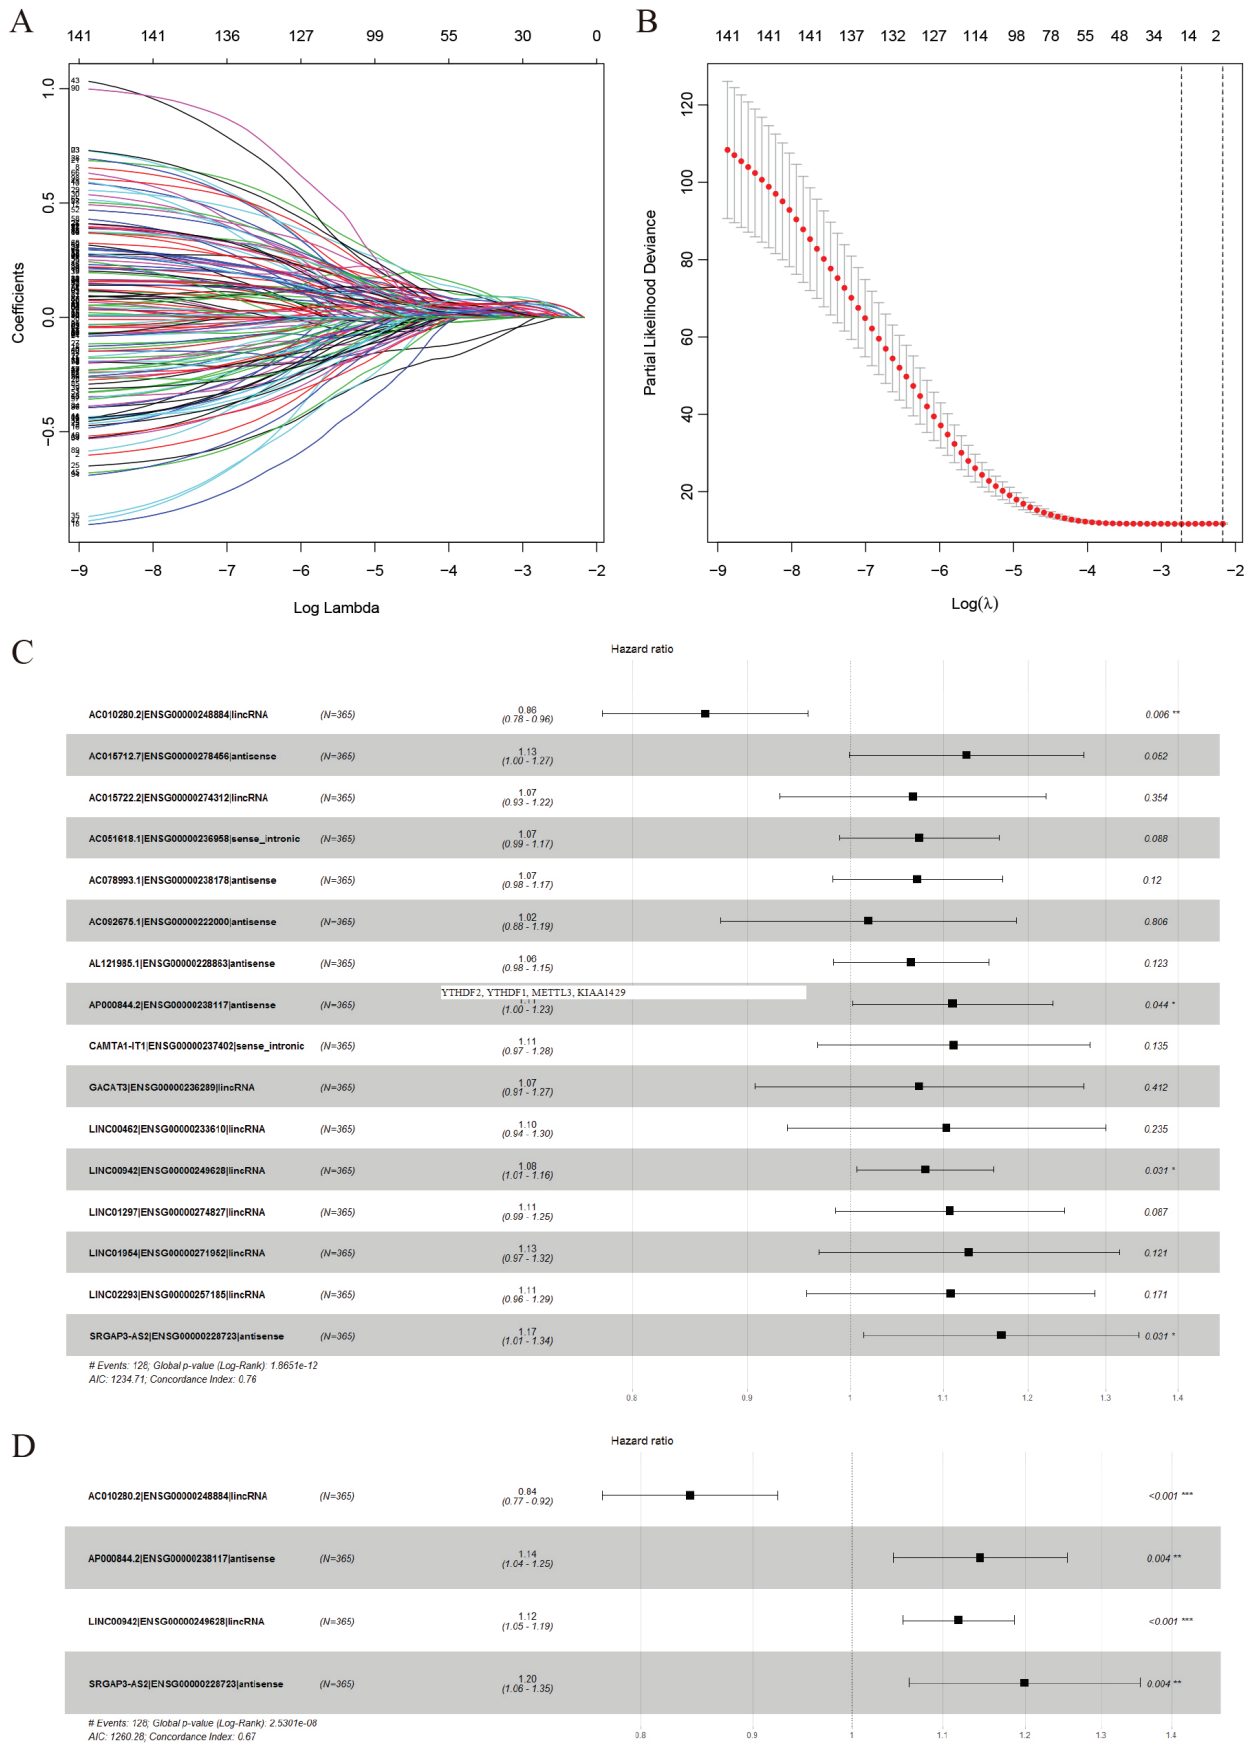 A
141 141 136 127 99 55 30 0
Coefficients
1.0
0.5
0.0
−0.5
43
90
−9 −8 −7 −6 −5 −4 −3 −2
Log Lambda
B
141 141 141 137 132 127 114 98 78 55 48 34 14 2
Partial Likelihood Deviance
120
100
80
60
40
20
−9 −8 −7 −6 −5 −4 −3 −2
Log(λ)
C
Hazard ratio
AC010280.2|ENSG00000248884|lincRNA (N=365) 0.86 (0.78 - 0.96) 0.006 **
AC015712.7|ENSG00000278456|antisense (N=365) 1.13 (1.00 - 1.27) 0.052
AC015722.2|ENSG00000274312|lincRNA (N=365) 1.07 (0.93 - 1.22) 0.354
AC051618.1|ENSG00000236958|sense_intronic (N=365) 1.07 (0.99 - 1.17) 0.088
AC078993.1|ENSG00000238178|antisense (N=365) 1.07 (0.98 - 1.17) 0.12
AC092675.1|ENSG00000222000|antisense (N=365) 1.02 (0.88 - 1.19) 0.806
AL121985.1|ENSG00000228863|antisense (N=365) 1.06 (0.98 - 1.15) 0.123
YTHDF2, YTHDF1, METTL3, KIAA1429
AP000844.2|ENSG00000238117|antisense (N=365) 1.11 (1.00 - 1.23) 0.044 *
CAMTA1-IT1|ENSG00000237402|sense_intronic (N=365) 1.11 (0.97 - 1.28) 0.135
GACAT3|ENSG00000236289|lincRNA (N=365) 1.07 (0.91 - 1.27) 0.412
LINC00462|ENSG00000233610|lincRNA (N=365) 1.10 (0.94 - 1.30) 0.235
LINC00942|ENSG00000249628|lincRNA (N=365) 1.08 (1.01 - 1.16) 0.031 *
LINC01297|ENSG00000274827|lincRNA (N=365) 1.11 (0.99 - 1.25) 0.087
LINC01954|ENSG00000271952|lincRNA (N=365) 1.13 (0.97 - 1.32) 0.121
LINC02293|ENSG00000257185|lincRNA (N=365) 1.11 (0.96 - 1.29) 0.171
SRGAP3-AS2|ENSG00000228723|antisense (N=365) 1.17 (1.01 - 1.34) 0.031 *
# Events: 128; Global p-value (Log-Rank): 1.8651e-12
AIC: 1234.71; Concordance Index: 0.76
0.8 0.9 1 1.1 1.2 1.3 1.4
D
Hazard ratio
AC010280.2|ENSG00000248884|lincRNA (N=365) 0.84 (0.77 - 0.92) <0.001 ***
AP000844.2|ENSG00000238117|antisense (N=365) 1.14 (1.04 - 1.25) 0.004 **
LINC00942|ENSG00000249628|lincRNA (N=365) 1.12 (1.05 - 1.19) <0.001 ***
SRGAP3-AS2|ENSG00000228723|antisense (N=365) 1.20 (1.06 - 1.35) 0.004 **
# Events: 128; Global p-value (Log-Rank): 2.5301e-08
AIC: 1260.28; Concordance Index: 0.67
0.8 0.9 1 1.1 1.2 1.3 1.4